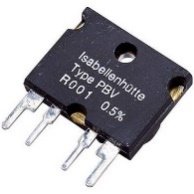 Isabellenhütte
Type PBV
R001 0.5%